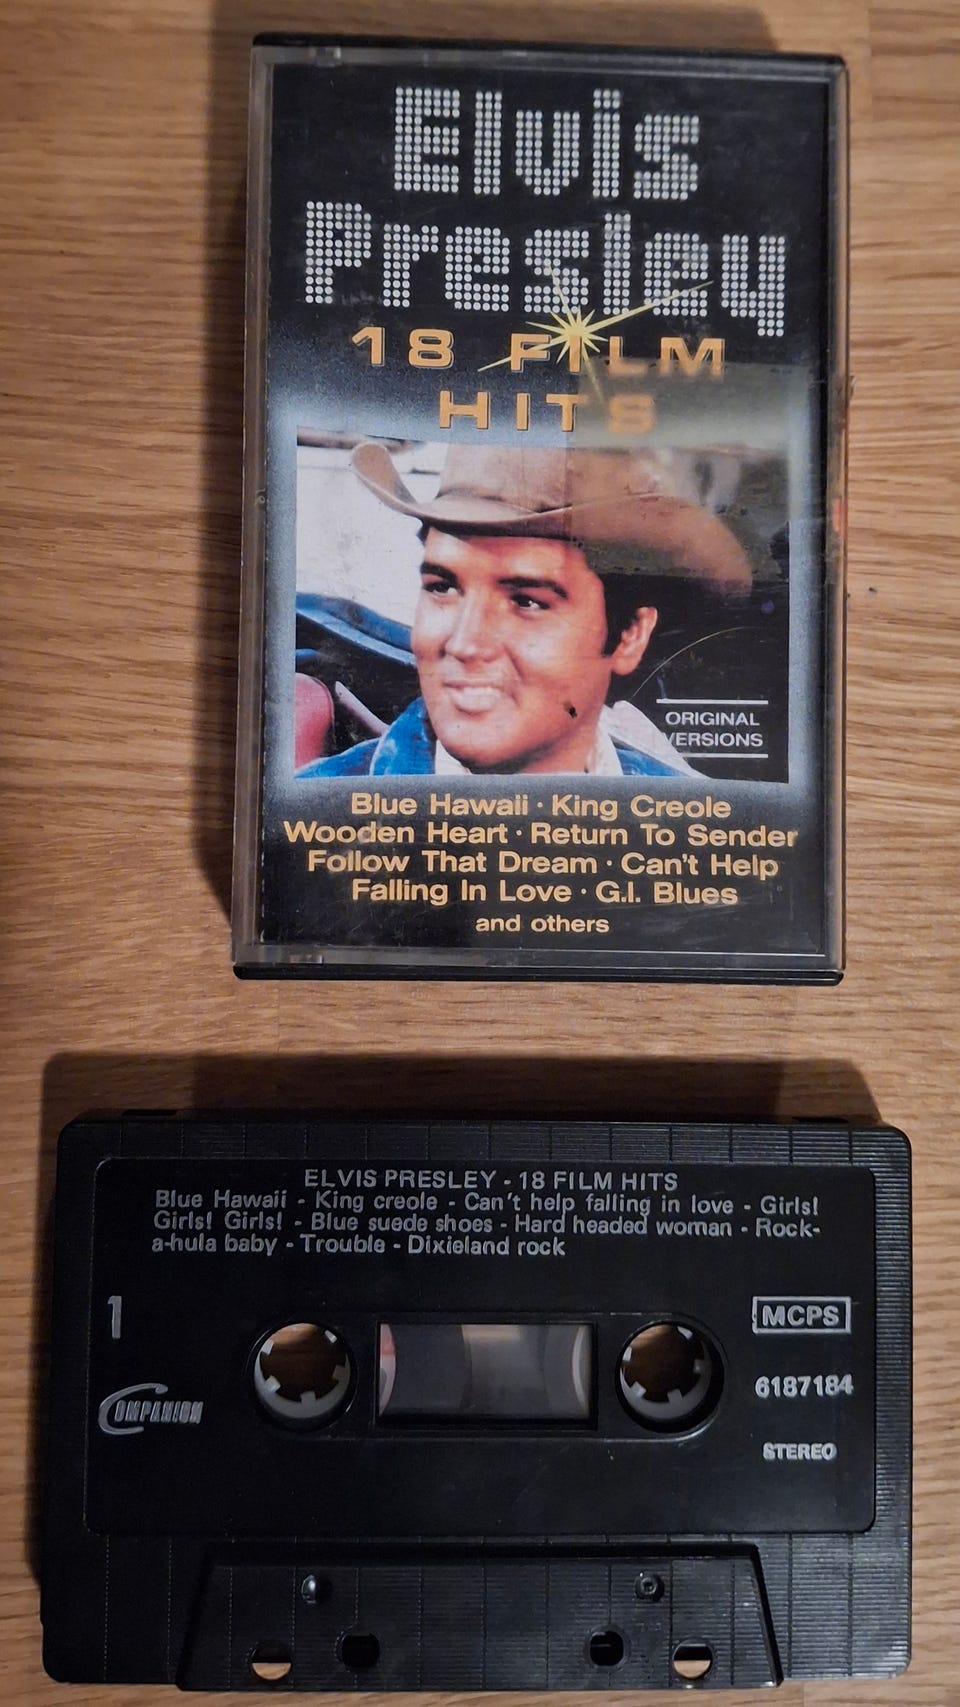 Elvis
Presley
18 FILM
HITS
ORIGINAL
VERSIONS
Blue Hawaii · King Creole
Wooden Heart · Return To Sender
Follow That Dream · Can't Help
Falling In Love · G.I. Blues
and others
ELVIS PRESLEY - 18 FILM HITS
Blue Hawaii - King creole - Can't help falling in love - Girls!
Girls! Girls! - Blue suede shoes - Hard headed woman - Rock-
a-hula baby - Trouble - Dixieland rock
1
MCPS
COMPANION
6187184
STEREO